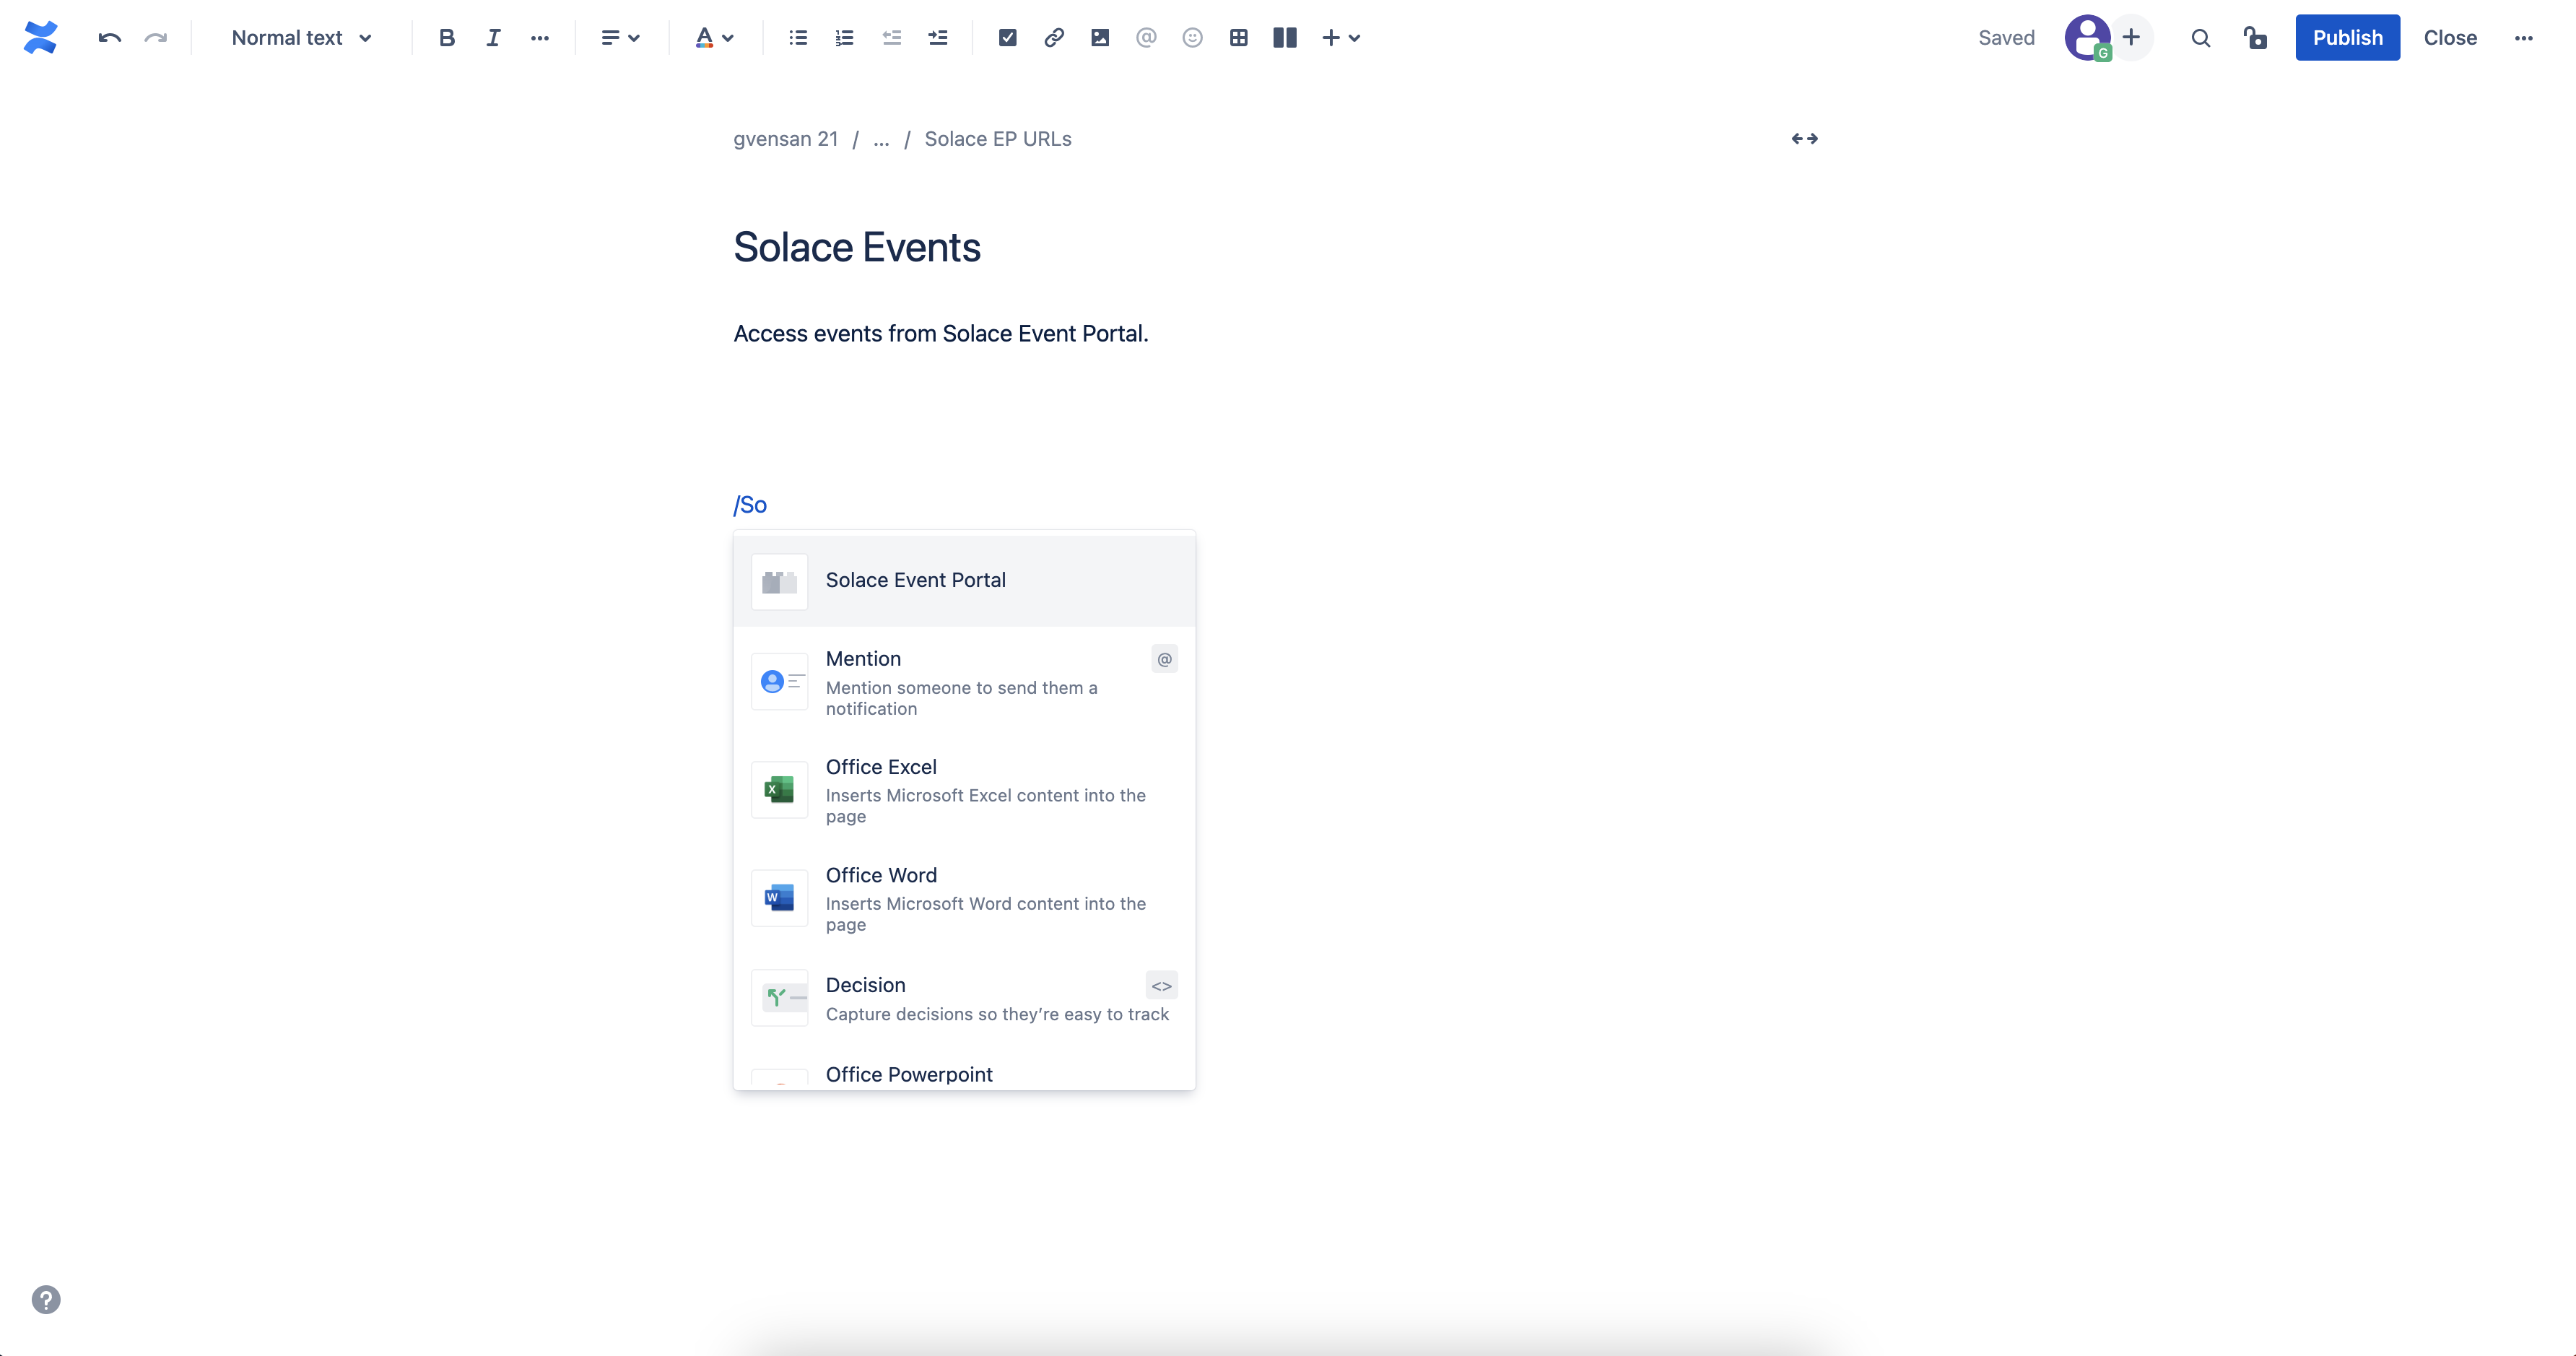 Normal text
Saved
G
Publish
Close
gvensan 21 / ... / Solace EP URLs
Solace Events
Access events from Solace Event Portal.
/So
Solace Event Portal
Mention
@
Mention someone to send them a
notification
Office Excel
Inserts Microsoft Excel content into the
page
Office Word
Inserts Microsoft Word content into the
page
Decision
<>
Capture decisions so they’re easy to track
Office Powerpoint